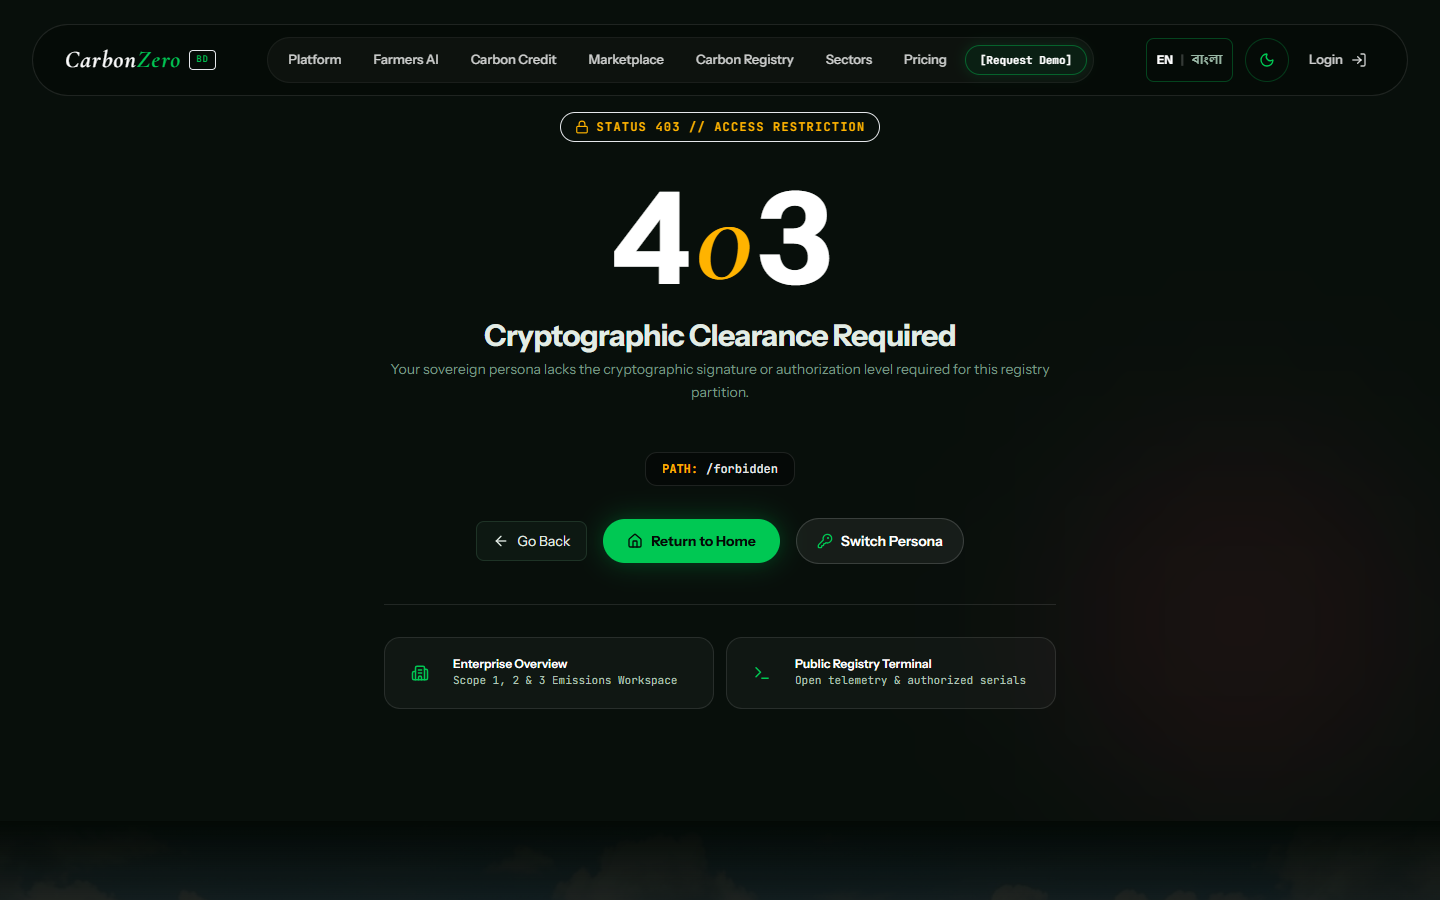 CarbonZero BD
Platform Farmers AI Carbon Credit Marketplace Carbon Registry Sectors Pricing [Request Demo]
EN | বাংলা
Login
STATUS 403 // ACCESS RESTRICTION
403
Cryptographic Clearance Required
Your sovereign persona lacks the cryptographic signature or authorization level required for this registry
partition.
PATH: /forbidden
Go Back
Return to Home
Switch Persona
Enterprise Overview
Scope 1, 2 & 3 Emissions Workspace
Public Registry Terminal
Open telemetry & authorized serials